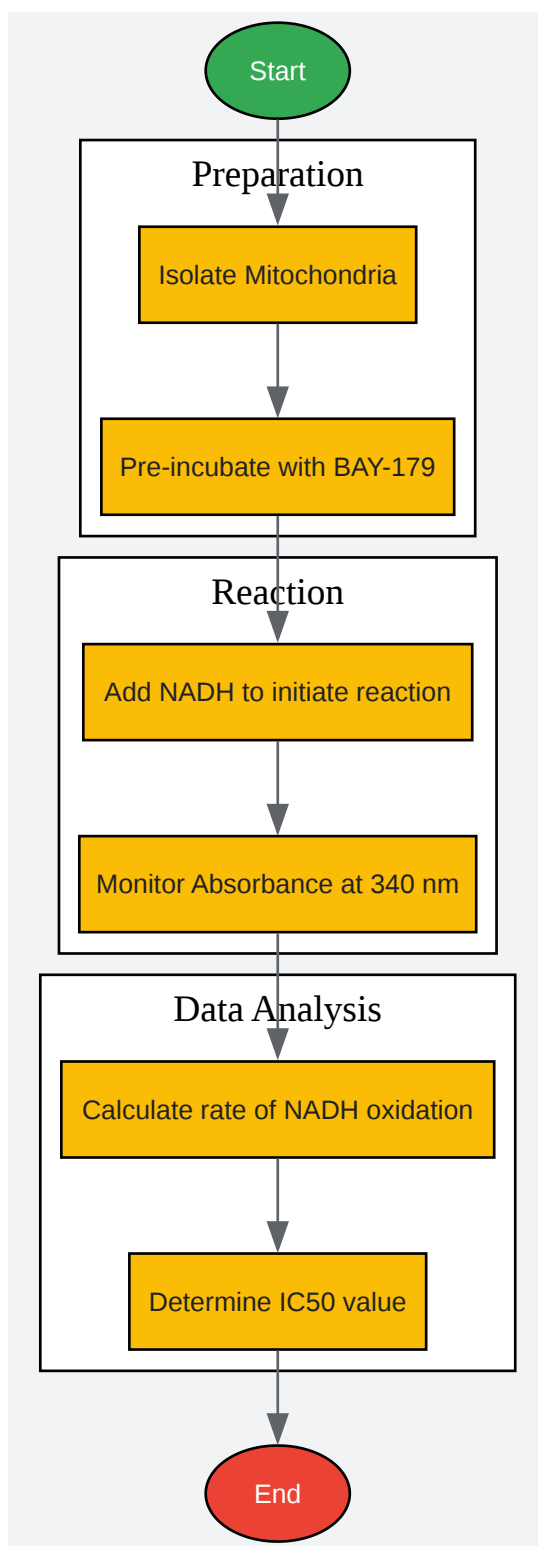 Start
Preparation
Isolate Mitochondria
Pre-incubate with BAY-179
Reaction
Add NADH to initiate reaction
Monitor Absorbance at 340 nm
Data Analysis
Calculate rate of NADH oxidation
Determine IC50 value
End